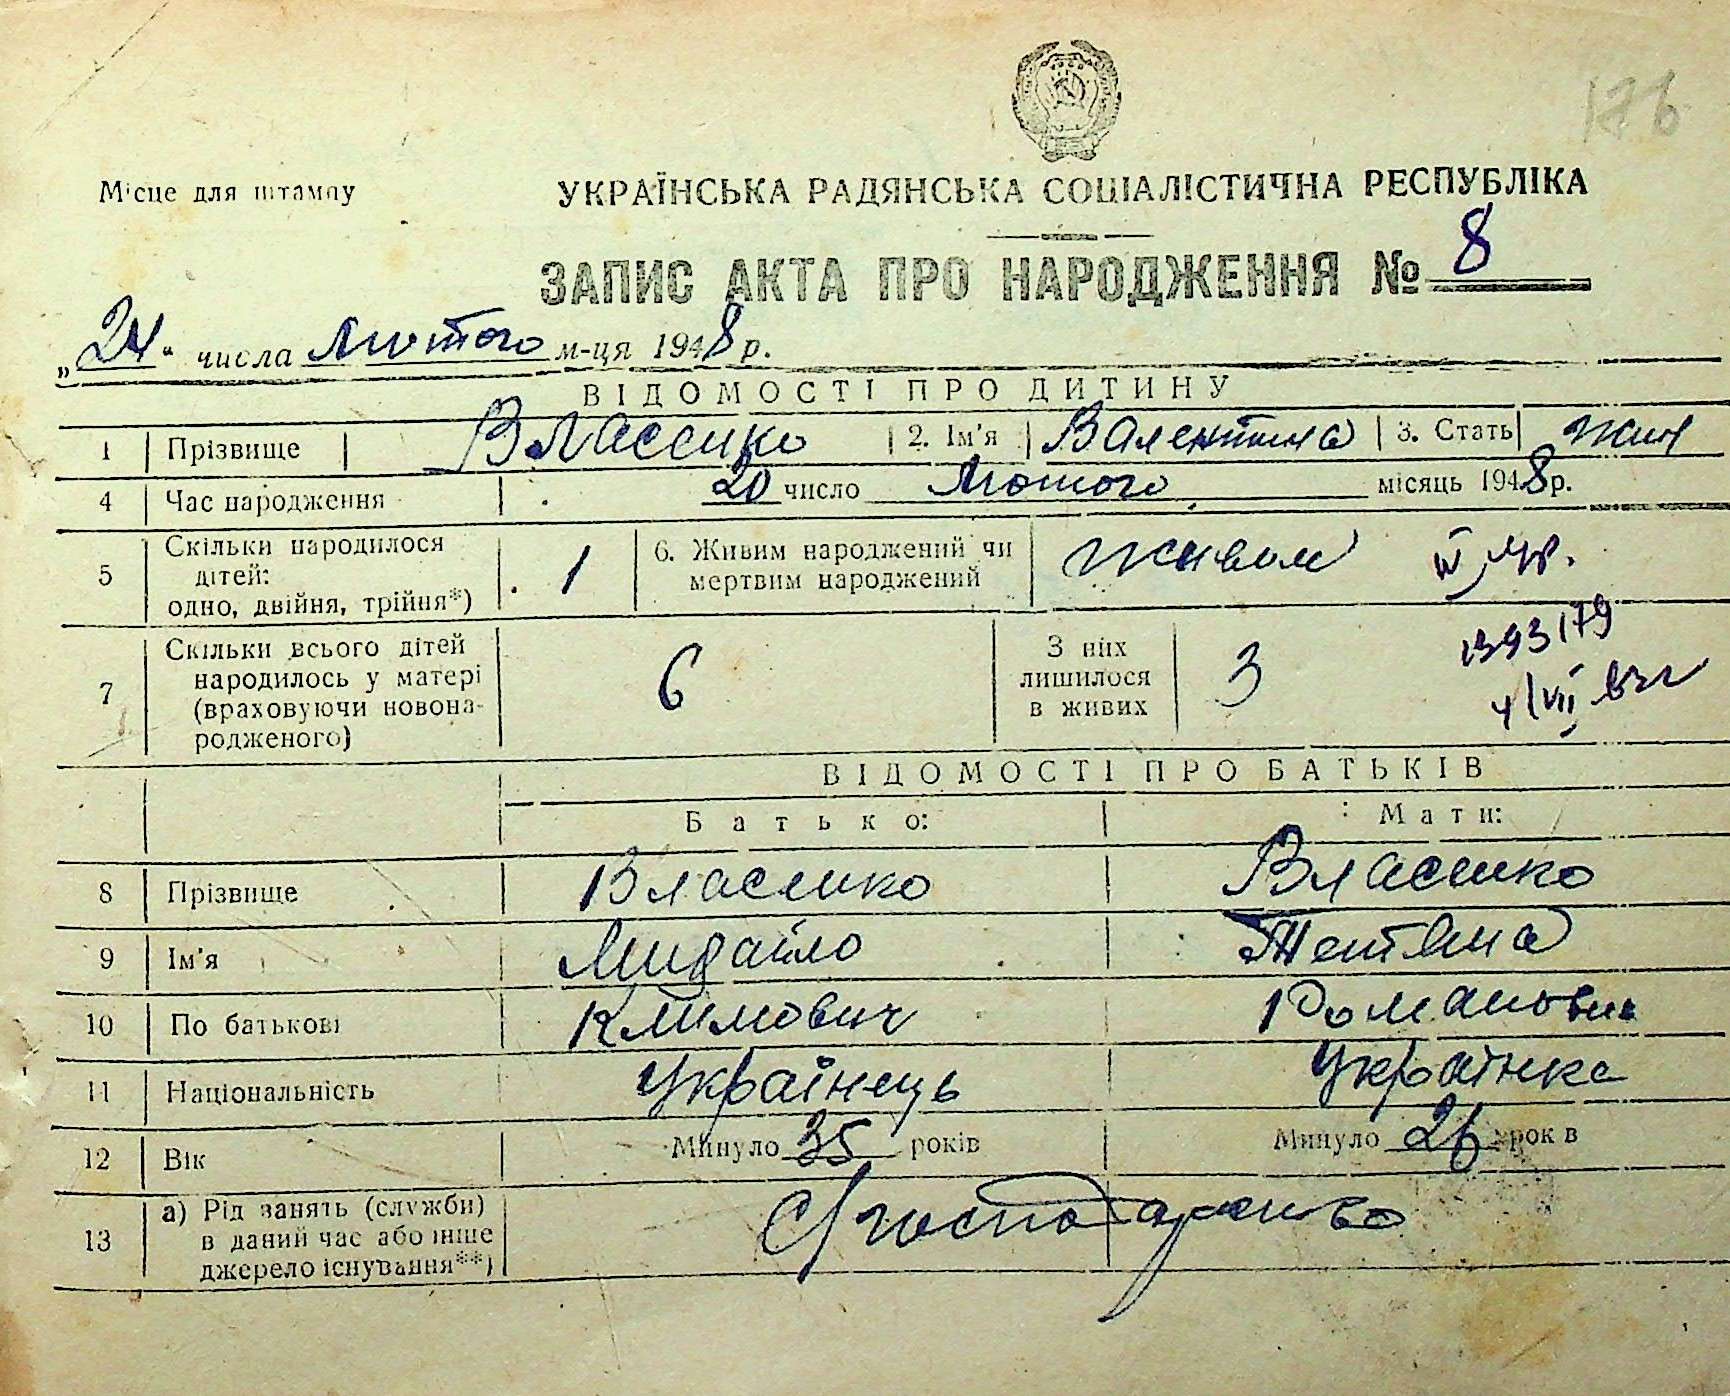 176
Місце для штампу
УКРАЇНСЬКА РАДЯНСЬКА СОЦІАЛІСТИЧНА РЕСПУБЛІКА
ЗАПИС АКТА ПРО НАРОДЖЕННЯ № 8
„24“ числа Лютого м-ця 1948 р.
ВІДОМОСТІ ПРО ДИТИНУ
1 Прізвище Власенко 2. Ім'я Валентина 3. Стать жин
4 Час народження 20 число Лютого місяць 1948 р.
5 Скільки народилося дітей: одно, двійня, трійня*) 1 6. Живим народжений чи мертвим народжений живим
7 Скільки всього дітей народилось у матері (враховуючи новонародженого) 6 З них лишилося в живих 3
ВІДОМОСТІ ПРО БАТЬКІВ
Батько: Мати:
8 Прізвище Власенко Власенко
9 Ім'я Михайло Тетяна
10 По батькові Климович Романовна
11 Національність Українець Українка
12 Вік Минуло 35 років Минуло 26 рок в
13 а) Рід занять (служби) в даний час або інше джерело існування**) С/господарство